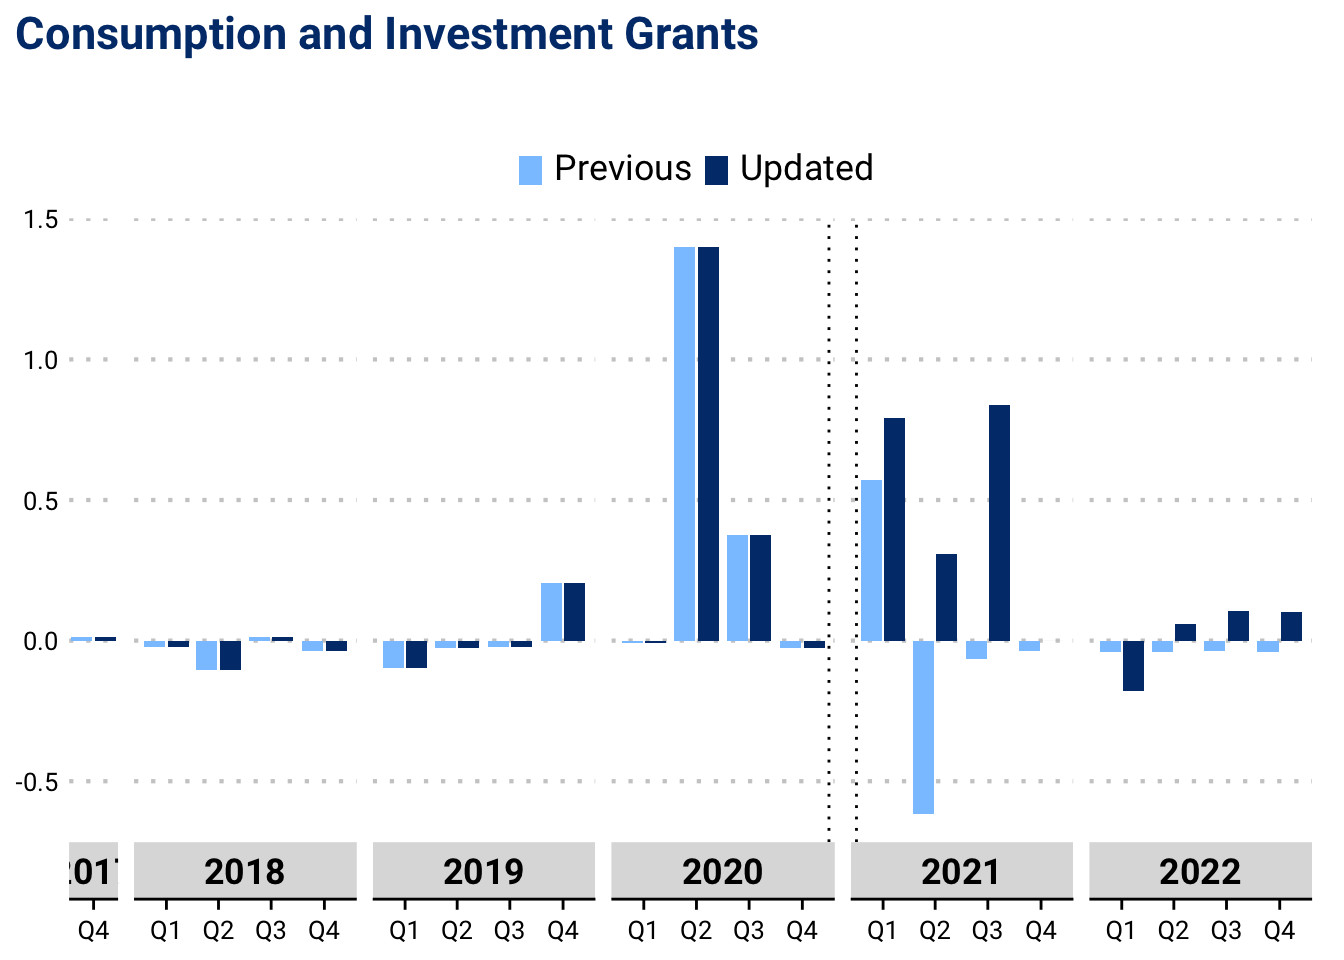 Consumption and Investment Grants
Previous Updated
1.5
1.0
0.5
0.0
-0.5
2018 2019 2020 2021 2022
Q4 Q1 Q2 Q3 Q4 Q1 Q2 Q3 Q4 Q1 Q2 Q3 Q4 Q1 Q2 Q3 Q4 Q1 Q2 Q3 Q4